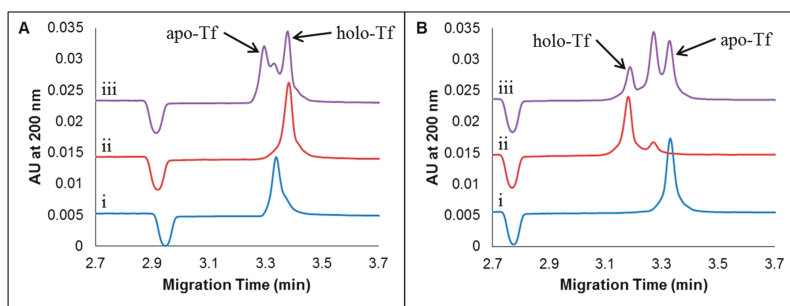 A
apo-Tf
holo-Tf
iii
ii
i
AU at 200 nm
0.035
0.03
0.025
0.02
0.015
0.01
0.005
0
2.7 2.9 3.1 3.3 3.5 3.7
Migration Time (min)
B
holo-Tf
apo-Tf
iii
ii
i
AU at 200 nm
0.035
0.03
0.025
0.02
0.015
0.01
0.005
0
2.7 2.9 3.1 3.3 3.5 3.7
Migration Time (min)